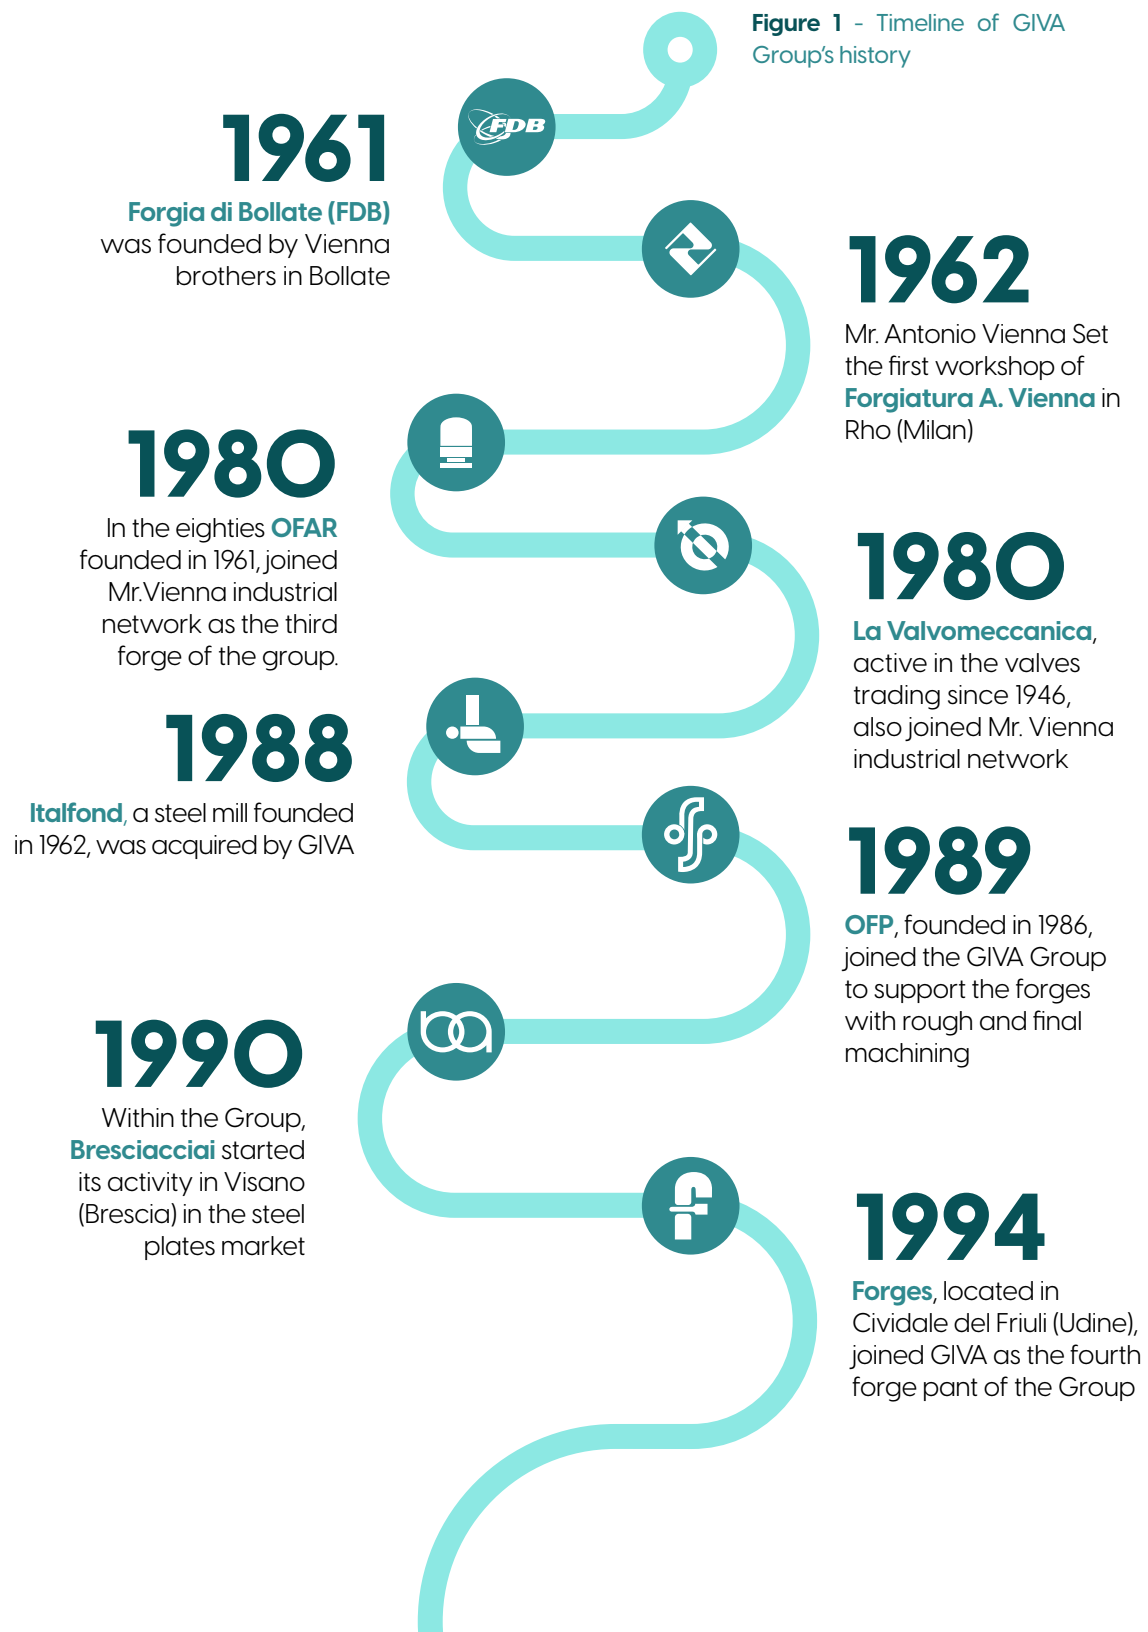 Figure 1 - Timeline of GIVA
Group's history
FDB
1961
Forgia di Bollate (FDB)
was founded by Vienna
brothers in Bollate
1962
Mr. Antonio Vienna Set
the first workshop of
Forgiatura A. Vienna in
Rho (Milan)
1980
In the eighties OFAR
founded in 1961, joined
Mr.Vienna industrial
network as the third
forge of the group.
1980
La Valvomeccanica,
active in the valves
trading since 1946,
also joined Mr. Vienna
industrial network
1988
Italfond, a steel mill founded
in 1962, was acquired by GIVA
1989
OFP, founded in 1986,
joined the GIVA Group
to support the forges
with rough and final
machining
ba
1990
Within the Group,
Bresciacciai started
its activity in Visano
(Brescia) in the steel
plates market
1994
Forges, located in
Cividale del Friuli (Udine),
joined GIVA as the fourth
forge pant of the Group